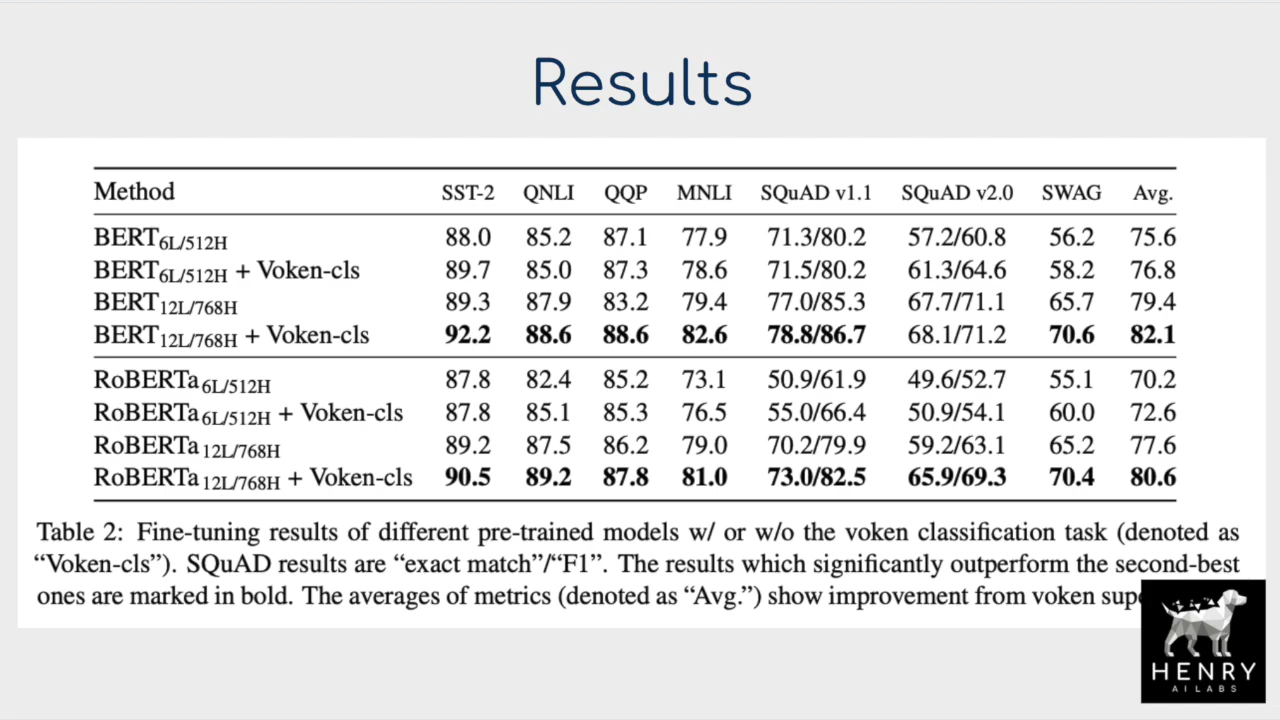 Results
Method SST-2 QNLI QQP MNLI SQuAD v1.1 SQuAD v2.0 SWAG Avg.
BERT6L/512H 88.0 85.2 87.1 77.9 71.3/80.2 57.2/60.8 56.2 75.6
BERT6L/512H + Voken-cls 89.7 85.0 87.3 78.6 71.5/80.2 61.3/64.6 58.2 76.8
BERT12L/768H 89.3 87.9 83.2 79.4 77.0/85.3 67.7/71.1 65.7 79.4
BERT12L/768H + Voken-cls 92.2 88.6 88.6 82.6 78.8/86.7 68.1/71.2 70.6 82.1
RoBERTa6L/512H 87.8 82.4 85.2 73.1 50.9/61.9 49.6/52.7 55.1 70.2
RoBERTa6L/512H + Voken-cls 87.8 85.1 85.3 76.5 55.0/66.4 50.9/54.1 60.0 72.6
RoBERTa12L/768H 89.2 87.5 86.2 79.0 70.2/79.9 59.2/63.1 65.2 77.6
RoBERTa12L/768H + Voken-cls 90.5 89.2 87.8 81.0 73.0/82.5 65.9/69.3 70.4 80.6
Table 2: Fine-tuning results of different pre-trained models w/ or w/o the voken classification task (denoted as
“Voken-cls”). SQuAD results are “exact match”/“F1”. The results which significantly outperform the second-best
ones are marked in bold. The averages of metrics (denoted as “Avg.”) show improvement from voken
HENRY
AI LABS